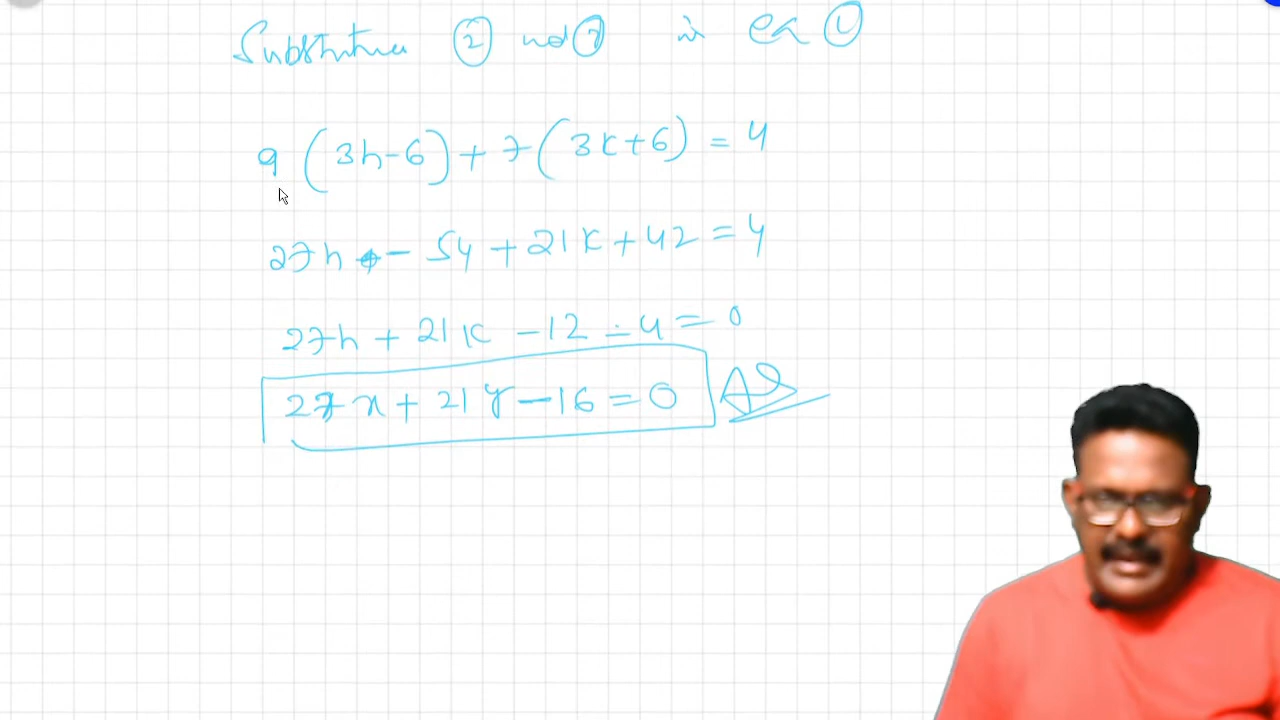 Substitute ② and ③ in eq ①
9 (3h-6) + 7 (3k+6) = 4
27h - 54 + 21k + 42 = 4
27h + 21k - 12 - 4 = 0
27x + 21y - 16 = 0 Ans